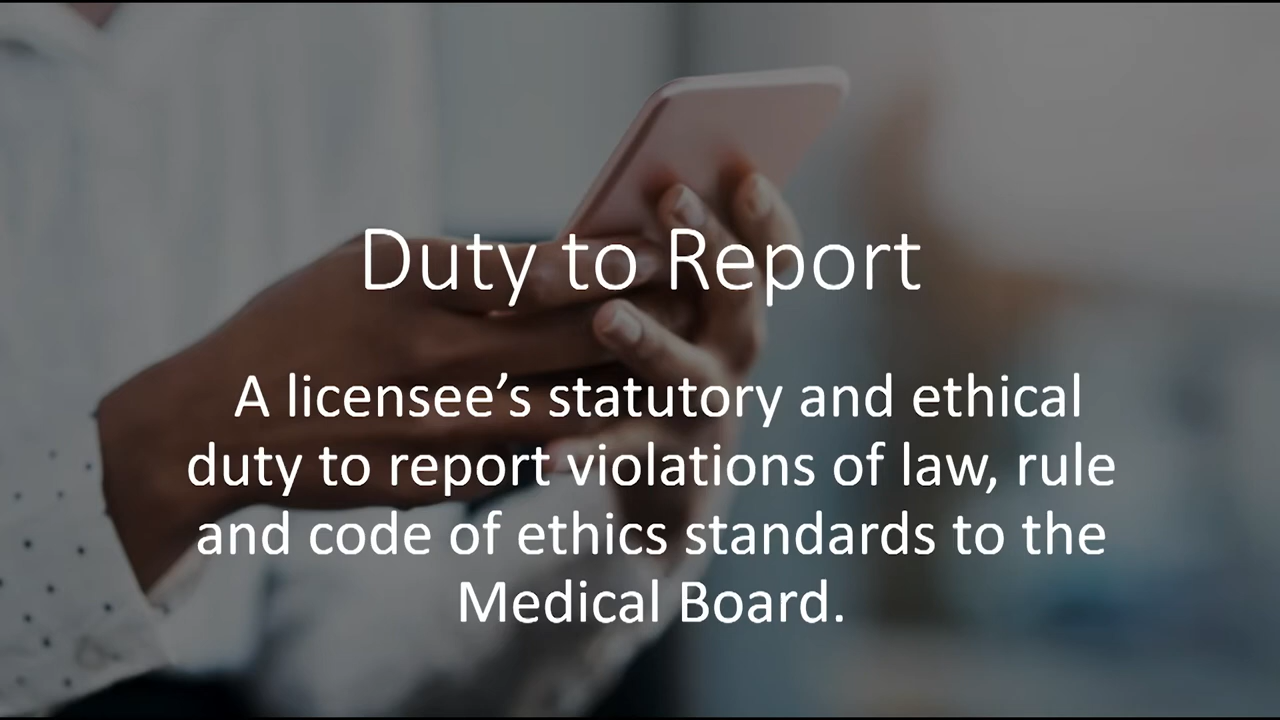 Duty to Report
A licensee’s statutory and ethical
duty to report violations of law, rule
and code of ethics standards to the
Medical Board.